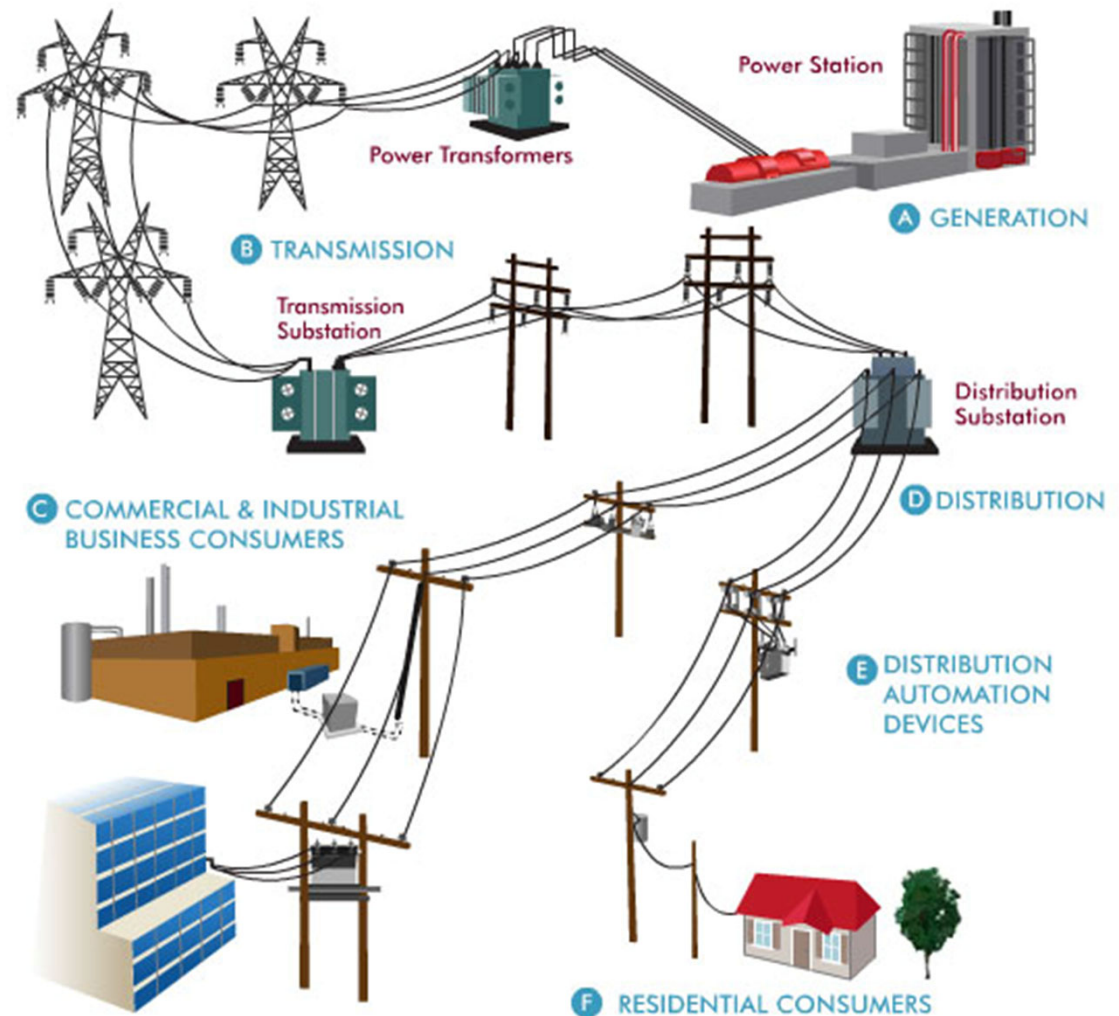 Power Station
Power Transformers
A GENERATION
B TRANSMISSION
Transmission
Substation
Distribution
Substation
C COMMERCIAL & INDUSTRIAL
BUSINESS CONSUMERS
D DISTRIBUTION
E DISTRIBUTION
AUTOMATION
DEVICES
F RESIDENTIAL CONSUMERS